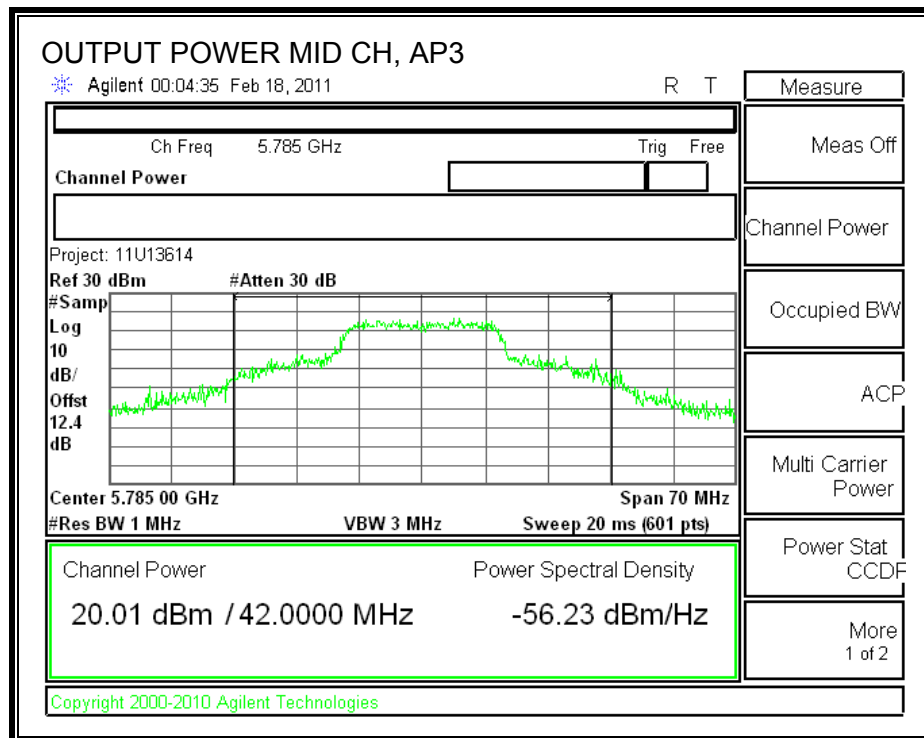 OUTPUT POWER MID CH, AP3
Agilent 00:04:35 Feb 18, 2011 R T
Ch Freq 5.785 GHz Trig Free
Channel Power
Project: 11U13614
Ref 30 dBm #Atten 30 dB
#Samp
Log
10
dB/
Offst
12.4
dB
Center 5.785 00 GHz Span 70 MHz
#Res BW 1 MHz VBW 3 MHz Sweep 20 ms (601 pts)
Channel Power Power Spectral Density
20.01 dBm / 42.0000 MHz -56.23 dBm/Hz
Copyright 2000-2010 Agilent Technologies
Measure
Meas Off
Channel Power
Occupied BW
ACP
Multi Carrier
Power
Power Stat
CCDF
More
1 of 2